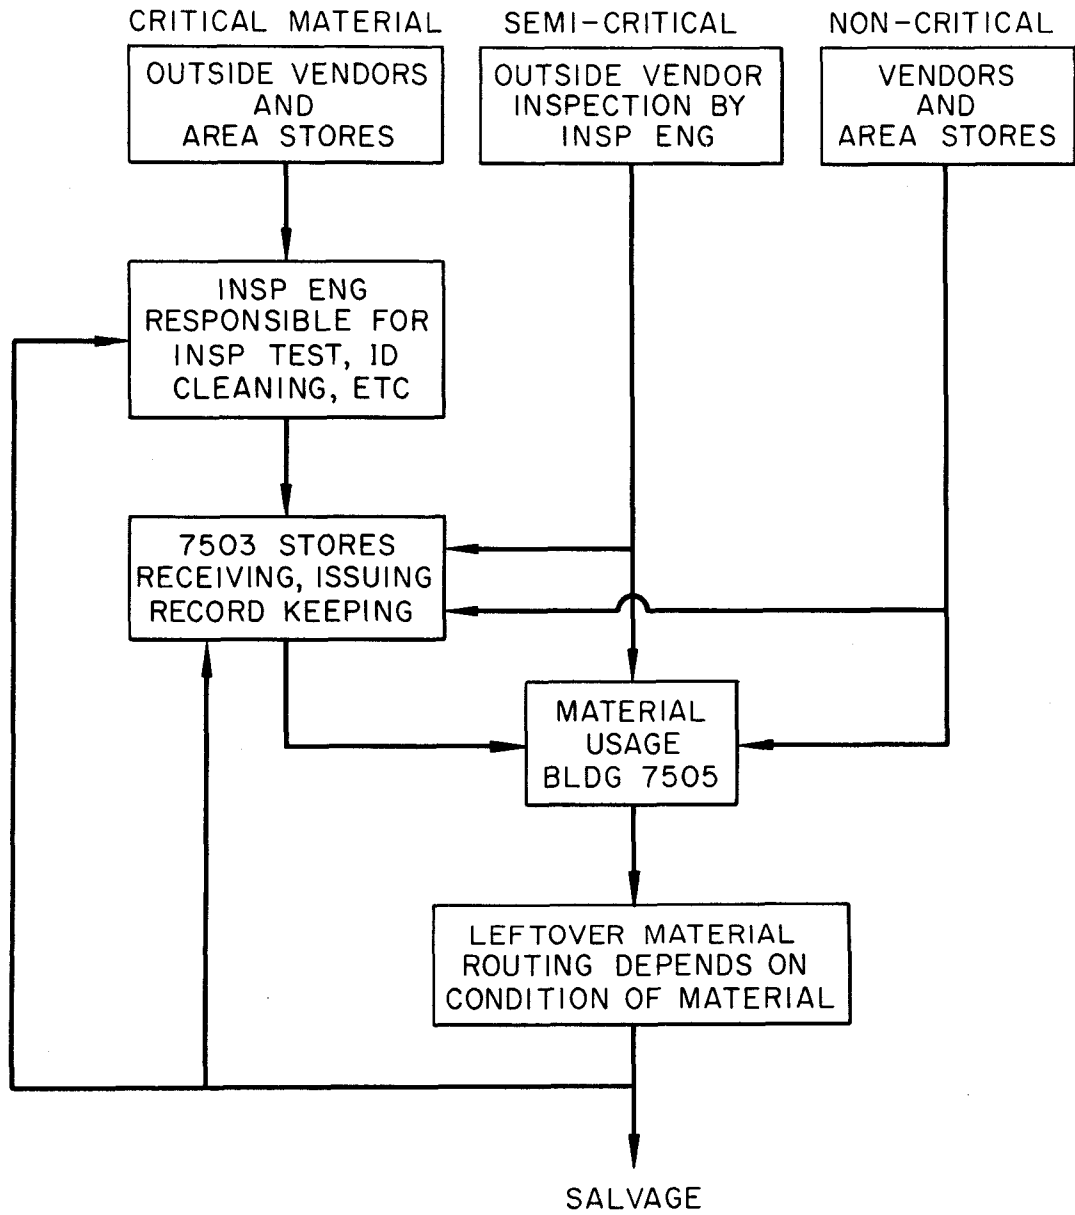 CRITICAL MATERIAL
SEMI-CRITICAL
NON-CRITICAL
OUTSIDE VENDORS
AND
AREA STORES
OUTSIDE VENDOR
INSPECTION BY
INSP ENG
VENDORS
AND
AREA STORES
INSP ENG
RESPONSIBLE FOR
INSP TEST, ID
CLEANING, ETC
7503 STORES
RECEIVING, ISSUING
RECORD KEEPING
MATERIAL
USAGE
BLDG 7505
LEFTOVER MATERIAL
ROUTING DEPENDS ON
CONDITION OF MATERIAL
SALVAGE